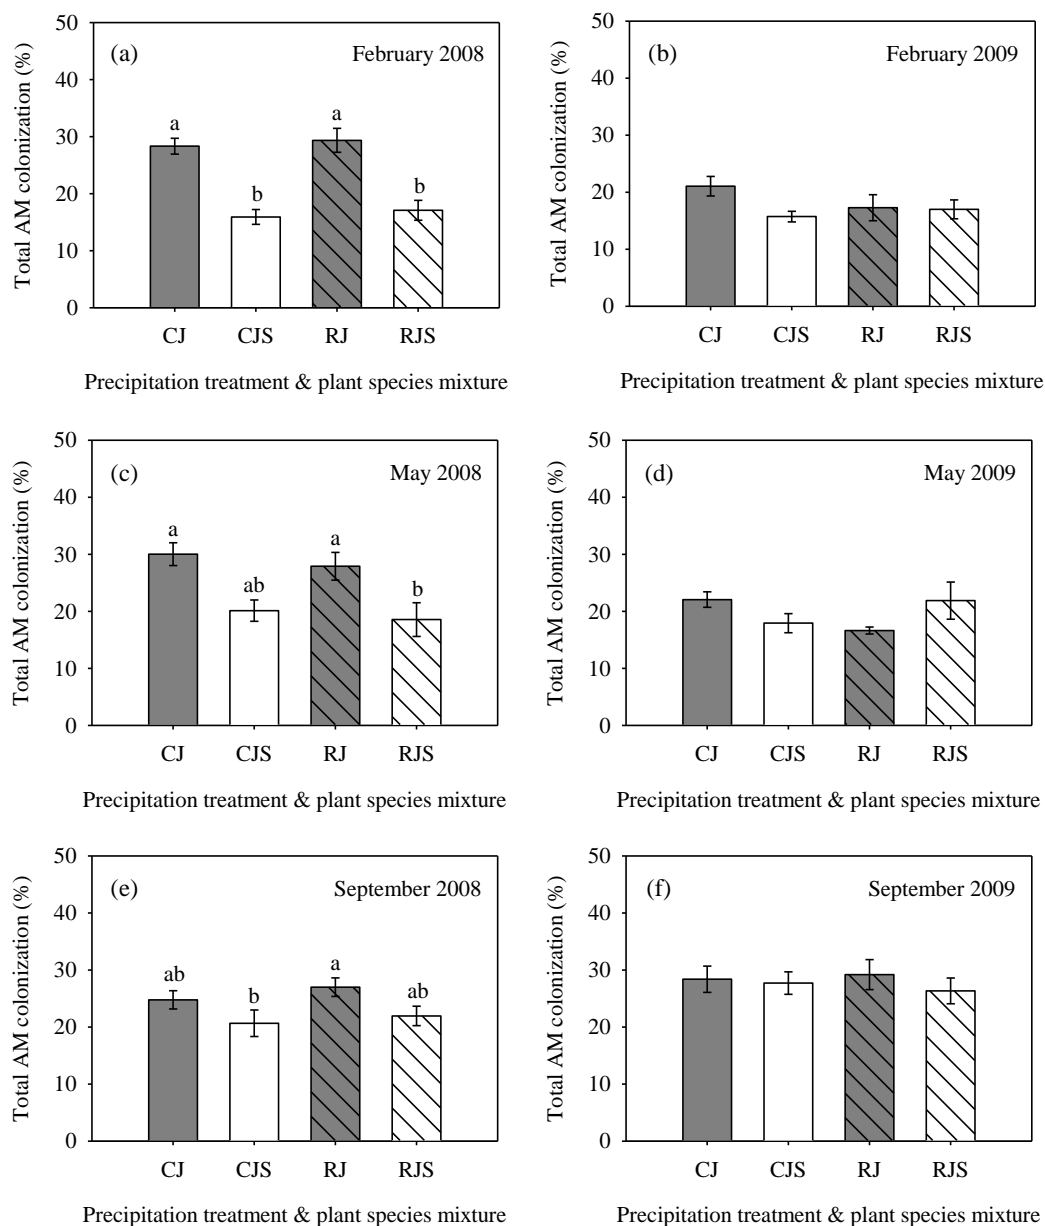 (a) February 2008
Total AM colonization (%)
50
40
30
20
10
0
a
b
a
b
CJ CJS RJ RJS
Precipitation treatment & plant species mixture
(b) February 2009
Total AM colonization (%)
50
40
30
20
10
0
CJ CJS RJ RJS
Precipitation treatment & plant species mixture
(c) May 2008
Total AM colonization (%)
50
40
30
20
10
0
a
ab
a
b
CJ CJS RJ RJS
Precipitation treatment & plant species mixture
(d) May 2009
Total AM colonization (%)
50
40
30
20
10
0
CJ CJS RJ RJS
Precipitation treatment & plant species mixture
(e) September 2008
Total AM colonization (%)
50
40
30
20
10
0
ab
b
a
ab
CJ CJS RJ RJS
Precipitation treatment & plant species mixture
(f) September 2009
Total AM colonization (%)
50
40
30
20
10
0
CJ CJS RJ RJS
Precipitation treatment & plant species mixture